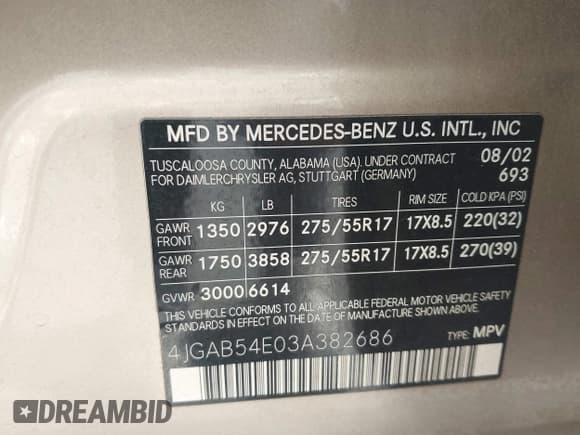 MFD BY MERCEDES-BENZ U.S. INTL., INC
TUSCALOOSA COUNTY, ALABAMA (USA). UNDER CONTRACT 08/02
FOR DAIMLERCHRYSLER AG, STUTTGART (GERMANY) 693
KG LB TIRES RIM SIZE COLD KPA (PSI)
GAWR FRONT 1350 2976 275/55R17 17X8.5 220(32)
GAWR REAR 1750 3858 275/55R17 17X8.5 270(39)
GVWR 3000 6614
THIS VEHICLE CONFORMS TO ALL APPLICABLE FEDERAL MOTOR VEHICLE SAFETY
STANDARDS IN EFFECT ON THE DATE OF MANUFACTURE SHOWN ABOVE.
4JGAB54E03A382686 TYPE: MPV
DREAMBID